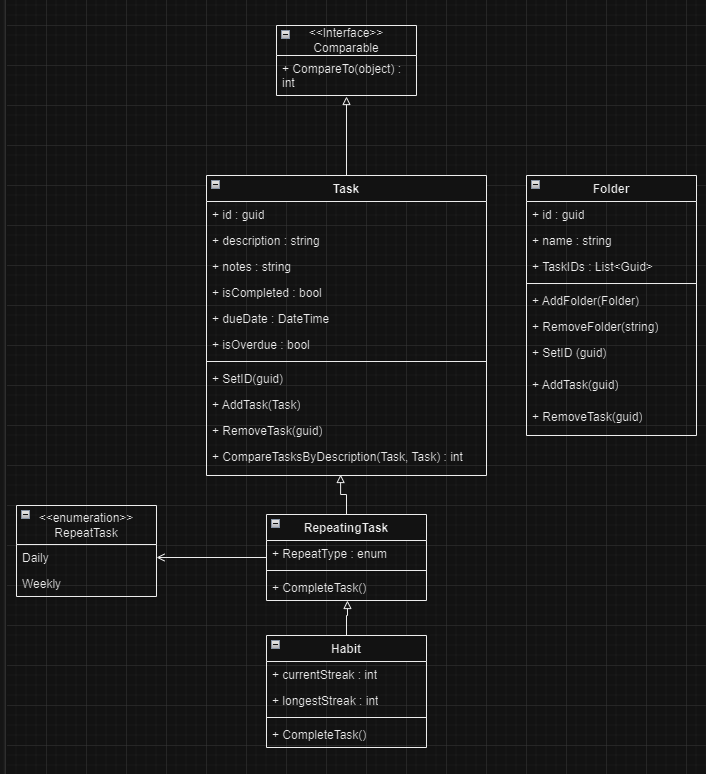 <<Interface>>
Comparable
+ CompareTo(object) :
int
Task
+ id : guid
+ description : string
+ notes : string
+ isCompleted : bool
+ dueDate : DateTime
+ isOverdue : bool
+ SetID(guid)
+ AddTask(Task)
+ RemoveTask(guid)
+ CompareTasksByDescription(Task, Task) : int
Folder
+ id : guid
+ name : string
+ TaskIDs : List<Guid>
+ AddFolder(Folder)
+ RemoveFolder(string)
+ SetID (guid)
+ AddTask(guid)
+ RemoveTask(guid)
<<enumeration>>
RepeatTask
Daily
Weekly
RepeatingTask
+ RepeatType : enum
+ CompleteTask()
Habit
+ currentStreak : int
+ longestStreak : int
+ CompleteTask()